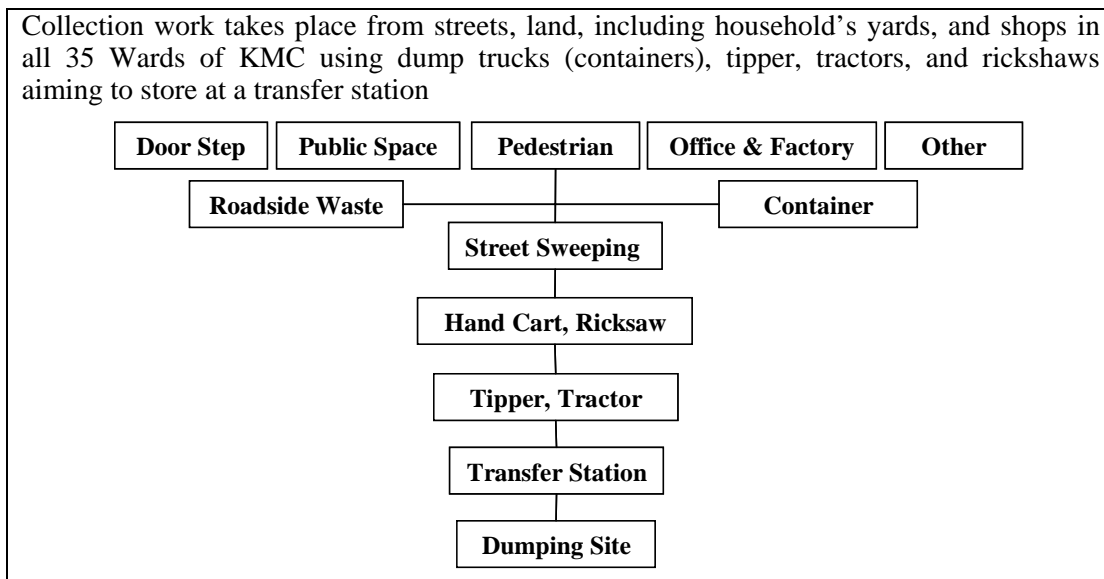 Collection work takes place from streets, land, including household's yards, and shops in
all 35 Wards of KMC using dump trucks (containers), tipper, tractors, and rickshaws
aiming to store at a transfer station
Door Step
Public Space
Pedestrian
Office & Factory
Other
Roadside Waste
Container
Street Sweeping
Hand Cart, Ricksaw
Tipper, Tractor
Transfer Station
Dumping Site